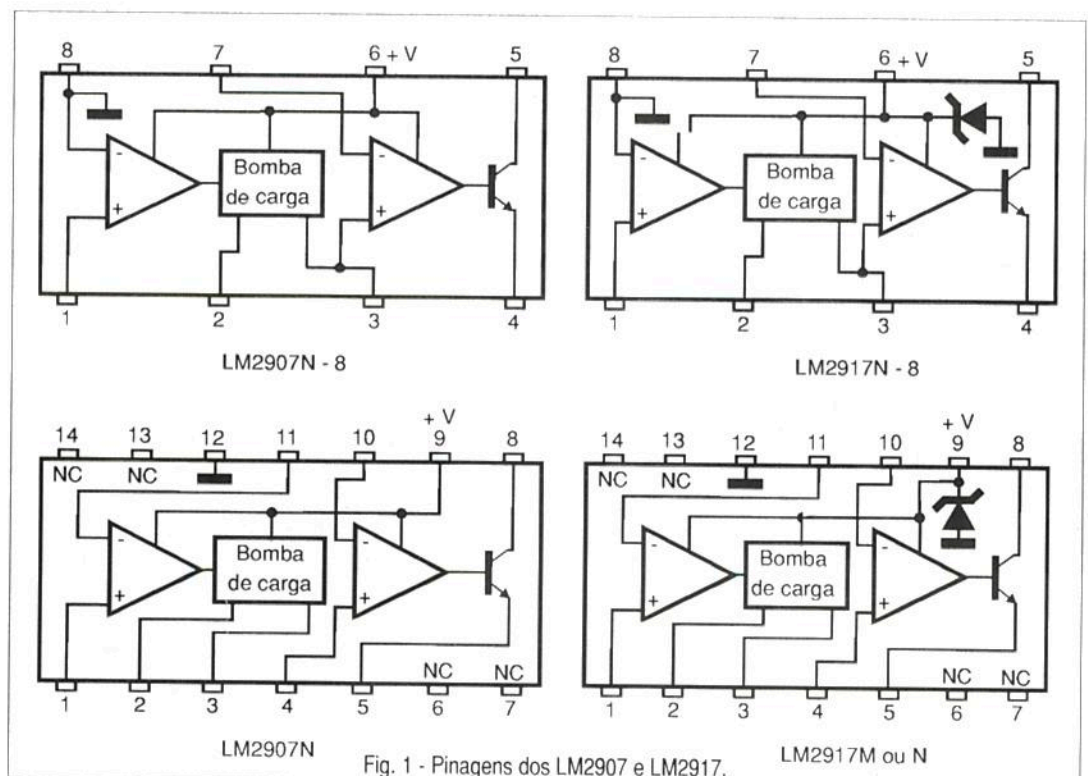 8 7 6 + V 5
-
+
Bomba
de carga
-
+
1 2 3 4
LM2907N - 8
8 7 6 + V 5
-
+
Bomba
de carga
-
+
1 2 3 4
LM2917N - 8
+ V
14 13 12 11 10 9 8
NC NC
-
+
Bomba
de carga
-
+
NC NC
1 2 3 4 5 6 7
LM2907N
+ V
14 13 12 11 10 9 8
NC NC
-
+
Bomba
de carga
-
+
NC NC
1 2 3 4 5 6 7
LM2917M ou N
Fig. 1 - Pinagens dos LM2907 e LM2917.